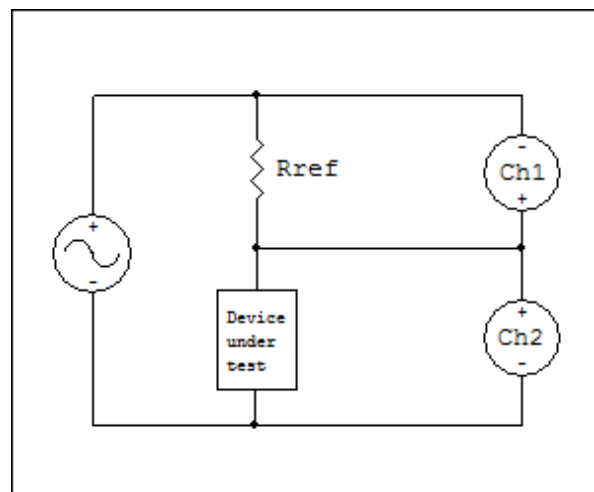 -
Rref
Ch1
+
+
-
Device
under
test
+
Ch2
-